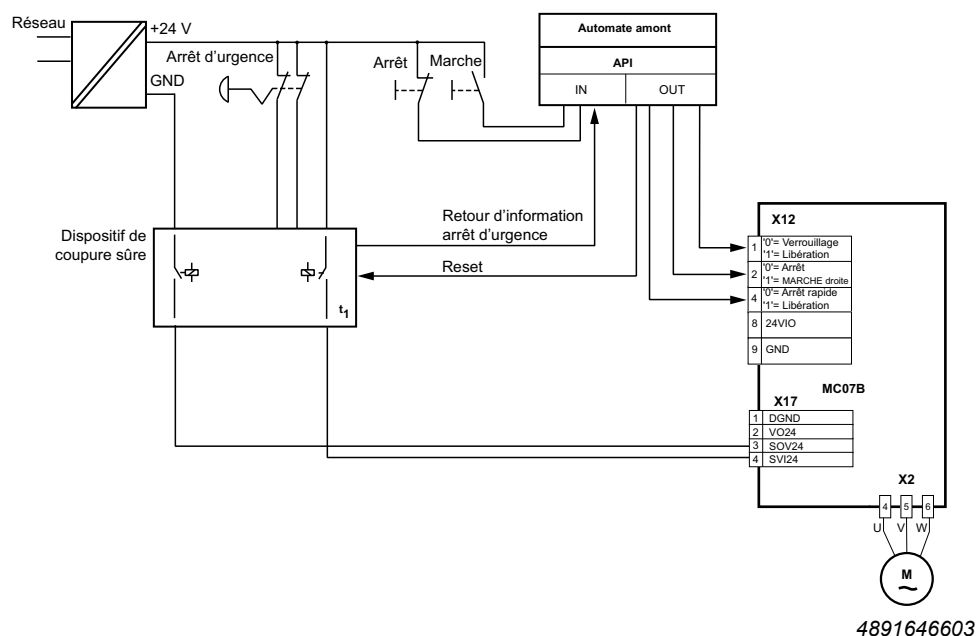 Réseau
+24 V
GND
Arrêt d'urgence
Arrêt
Marche
Automate amont
API
IN
OUT
Dispositif de
coupure sûre
t1
Retour d'information
arrêt d'urgence
Reset
X12
1
'0'= Verrouillage
'1'= Libération
2
'0'= Arrêt
'1'= MARCHE droite
4
'0'= Arrêt rapide
'1'= Libération
8 24VIO
9 GND
MC07B
X17
1 DGND
2 VO24
3 SOV24
4 SVI24
X2
4 5 6
U V W
M
~
4891646603